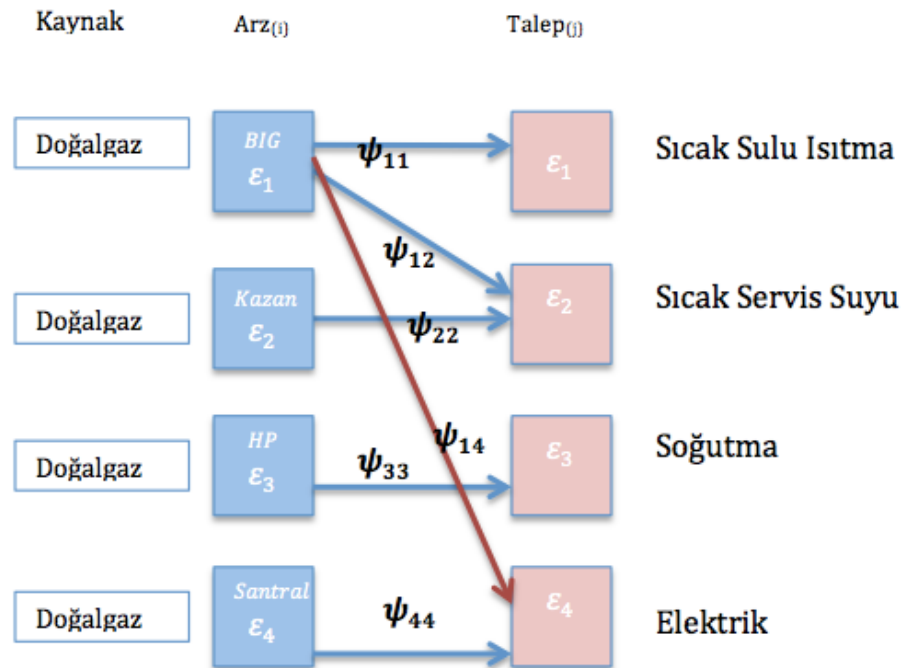 Kaynak Arz(i) Talep(j)
Doğalgaz BIG ε1 ψ11 ε1 Sıcak Sulu Isıtma
ψ12
Doğalgaz Kazan ε2 ψ22 ε2 Sıcak Servis Suyu
ψ14
Doğalgaz HP ε3 ψ33 ε3 Soğutma
Doğalgaz Santral ε4 ψ44 ε4 Elektrik